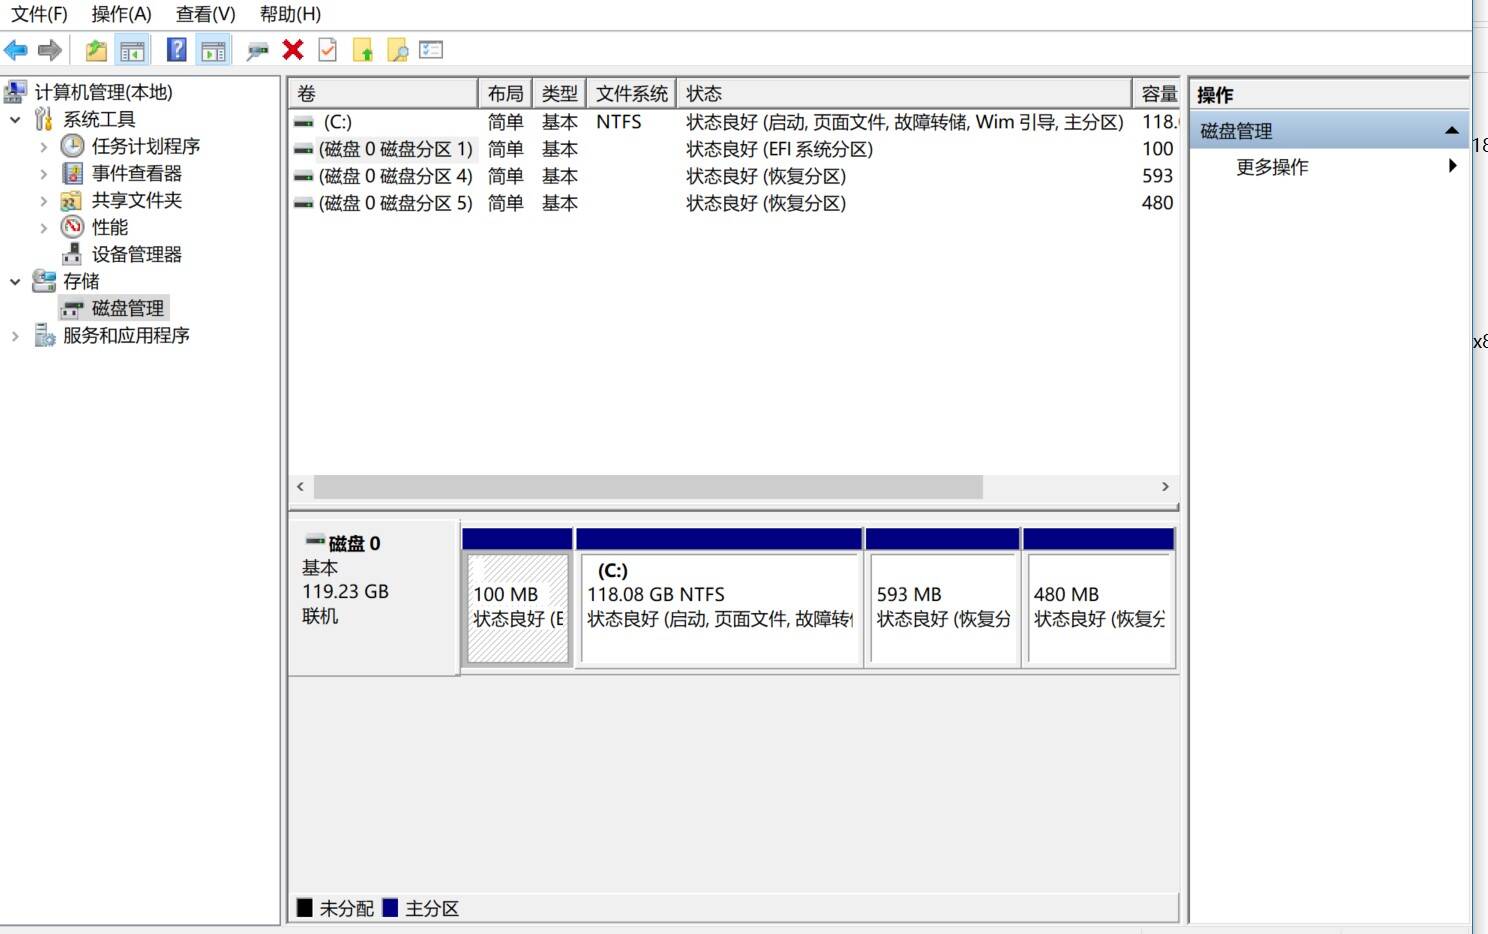 文件(F) 操作(A) 查看(V) 帮助(H)
计算机管理(本地)
系统工具
任务计划程序
事件查看器
共享文件夹
性能
设备管理器
存储
磁盘管理
服务和应用程序
卷 布局 类型 文件系统 状态 容量
(C:) 简单 基本 NTFS 状态良好 (启动, 页面文件, 故障转储, Wim 引导, 主分区) 118.
(磁盘 0 磁盘分区 1) 简单 基本 状态良好 (EFI 系统分区) 100
(磁盘 0 磁盘分区 4) 简单 基本 状态良好 (恢复分区) 593
(磁盘 0 磁盘分区 5) 简单 基本 状态良好 (恢复分区) 480
磁盘 0
基本
119.23 GB
联机
100 MB
状态良好 (E
(C:)
118.08 GB NTFS
状态良好 (启动, 页面文件, 故障转
593 MB
状态良好 (恢复分
480 MB
状态良好 (恢复分
未分配 主分区
操作
磁盘管理
更多操作
18
x8